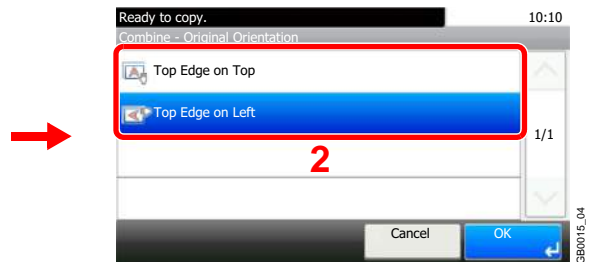 Ready to copy. 10:10
Combine - Original Orientation
Top Edge on Top
Top Edge on Left
1/1
2
Cancel OK
GB0015_04